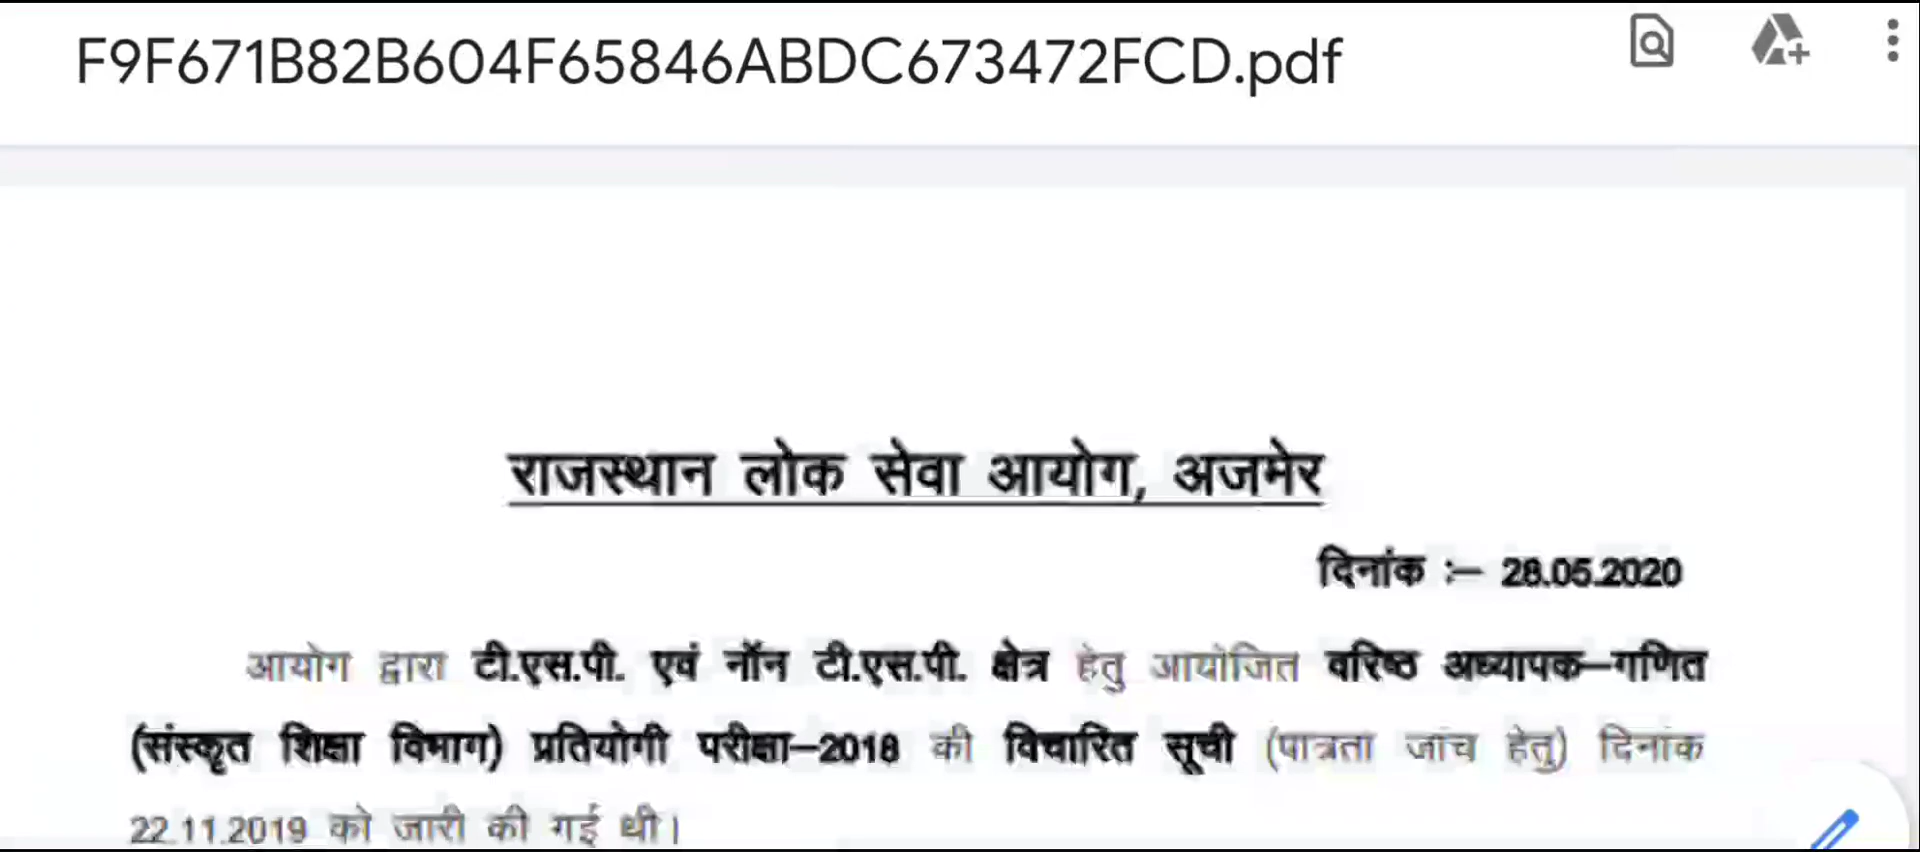 F9F671B82B604F65846ABDC673472FCD.pdf
राजस्थान लोक सेवा आयोग, अजमेर
दिनांक :– 28.05.2020
आयोग द्वारा टी.एस.पी. एवं नॉन टी.एस.पी. क्षेत्र हेतु आयोजित वरिष्ठ अध्यापक–गणित
(संस्कृत शिक्षा विभाग) प्रतियोगी परीक्षा–2018 की विचारित सूची (पात्रता जांच हेतु) दिनांक
22.11.2019 को जारी की गई थी।